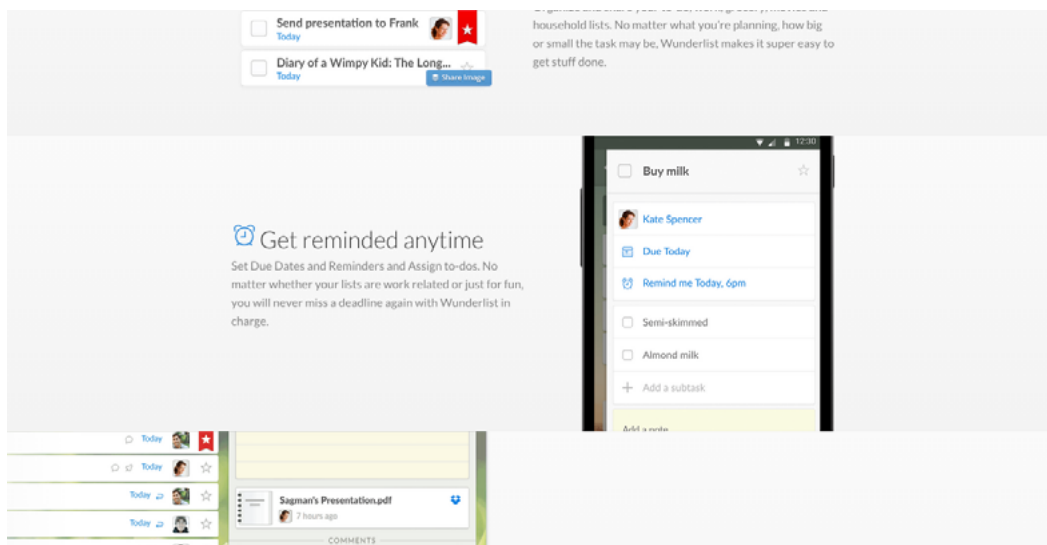 Send presentation to Frank
Today
Diary of a Wimpy Kid: The Long...
Today
Share Image
household lists. No matter what you're planning, how big
or small the task may be, Wunderlist makes it super easy to
get stuff done.
12:30
Buy milk
Kate Spencer
Due Today
Remind me Today, 6pm
Semi-skimmed
Almond milk
Add a subtask
Add a note
Get reminded anytime
Set Due Dates and Reminders and Assign to-dos. No
matter whether your lists are work related or just for fun,
you will never miss a deadline again with Wunderlist in
charge.
Today
Today
Today
Today
Sagman's Presentation.pdf
7 hours ago
COMMENTS